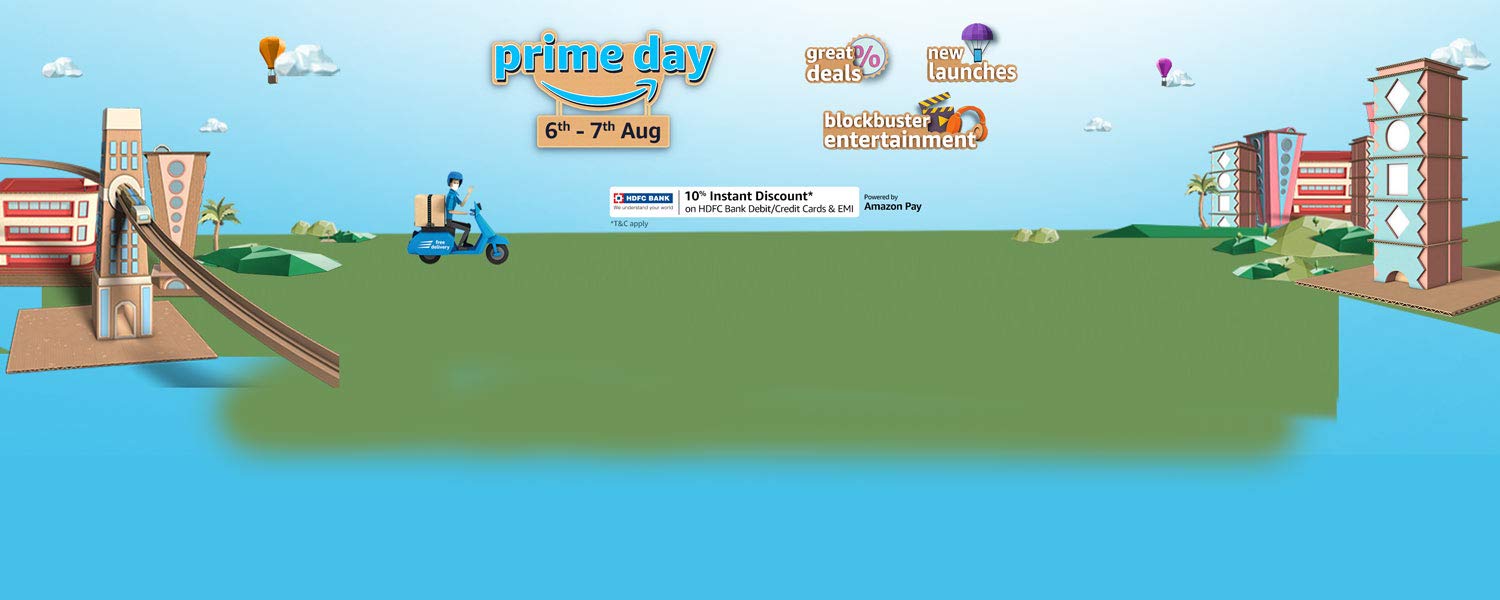 prime day
6th - 7th Aug
great
deals
%
new
launches
blockbuster
entertainment
HDFC BANK
We understand your world
10% Instant Discount*
on HDFC Bank Debit/Credit Cards & EMI
Powered by
Amazon Pay
*T&C apply
free
delivery